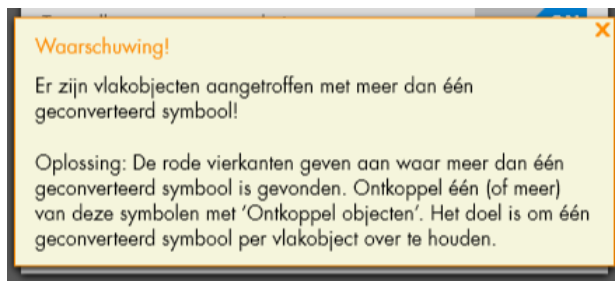 Waarschuwing!
Er zijn vlakobjecten aangetroffen met meer dan één
geconverteerd symbool!
Oplossing: De rode vierkanten geven aan waar meer dan één
geconverteerd symbool is gevonden. Ontkoppel één (of meer)
van deze symbolen met ‘Ontkoppel objecten’. Het doel is om één
geconverteerd symbool per vlakobject over te houden.